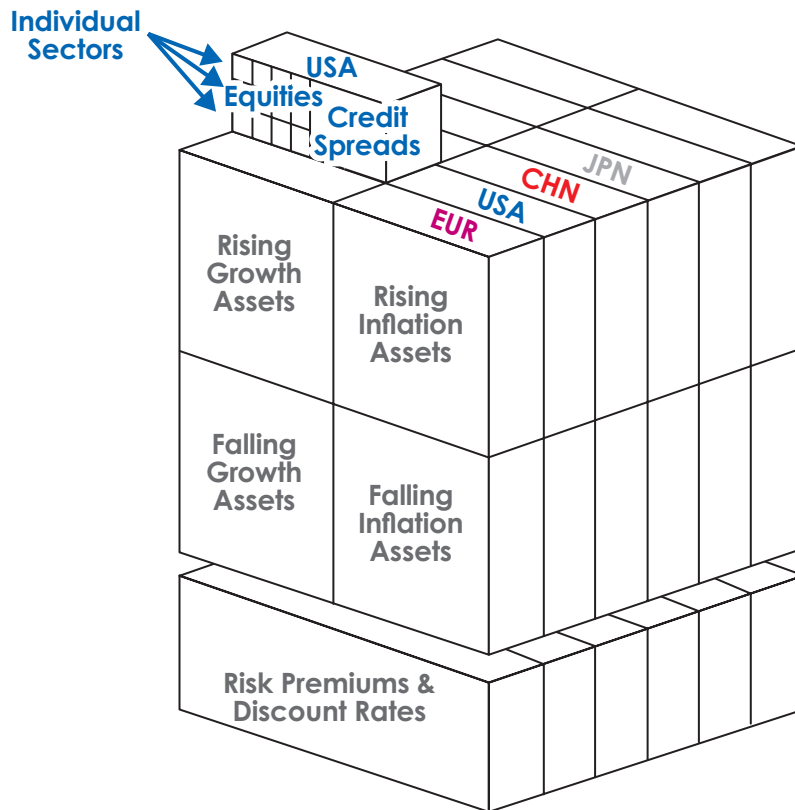 Individual
Sectors
USA
Equities
Credit
Spreads
JPN
CHN
USA
EUR
Rising
Growth
Assets
Rising
Inflation
Assets
Falling
Growth
Assets
Falling
Inflation
Assets
Risk Premiums &
Discount Rates